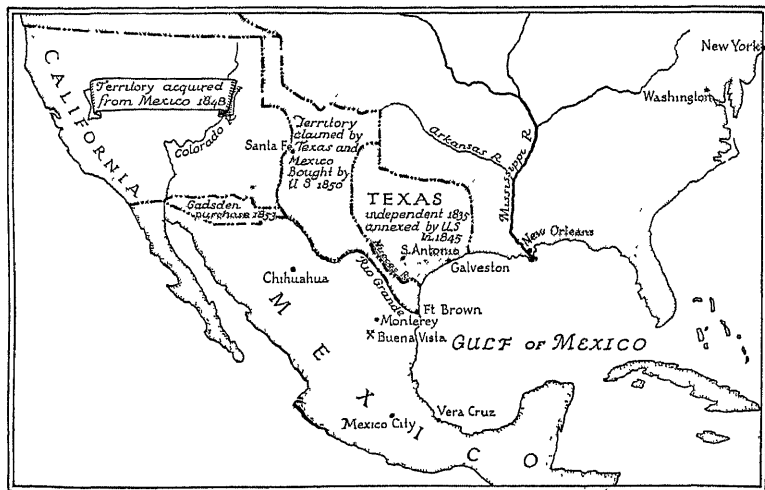 New York
CALIFORNIA
Territory acquired
from Mexico 1848
Washington
Colorado
Santa Fe
Territory
claimed by
Texas and
Mexico
Bought by
U S 1850
Arkansas R.
Mississippi R.
Gadsden
purchase 1853
TEXAS
independent 1835
annexed by US
in 1845
New Orleans
S. Antonio
Galveston
Nueces R.
Rio Grande
Chihuahua
Ft Brown
Monterey
Buena Vista
GULF OF MEXICO
MEXICO
Mexico City
Vera Cruz